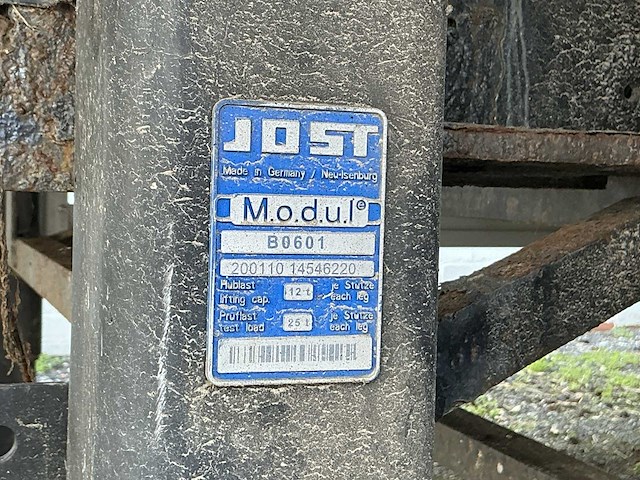 JOST
Made in Germany / Neu-Isenburg
M.o.d.u.l ©
B0601
200110 14546220
Hublast 12 t je Stütze
lifting cap. each leg
Prüflast 25 t je Stütze
test load each leg